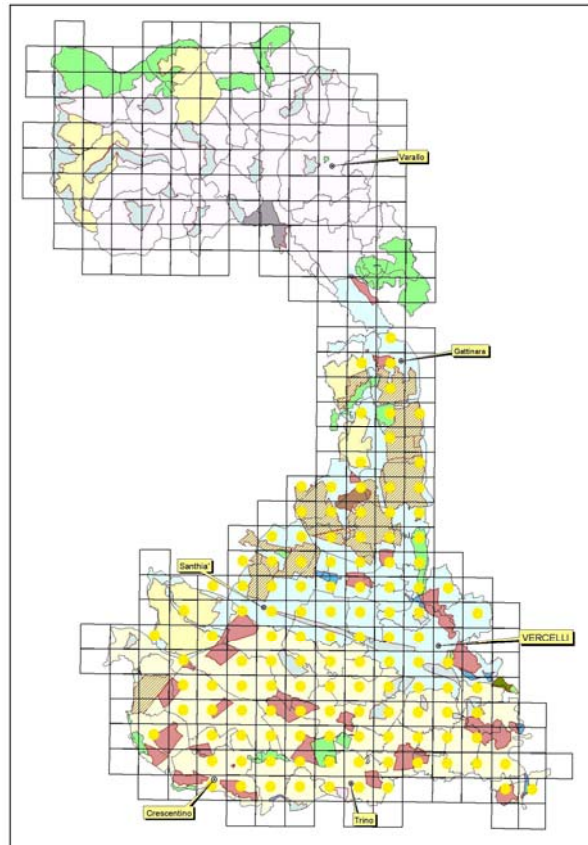 Varallo
Gattinara
Santhia'
VERCELLI
Crescentino
Trino